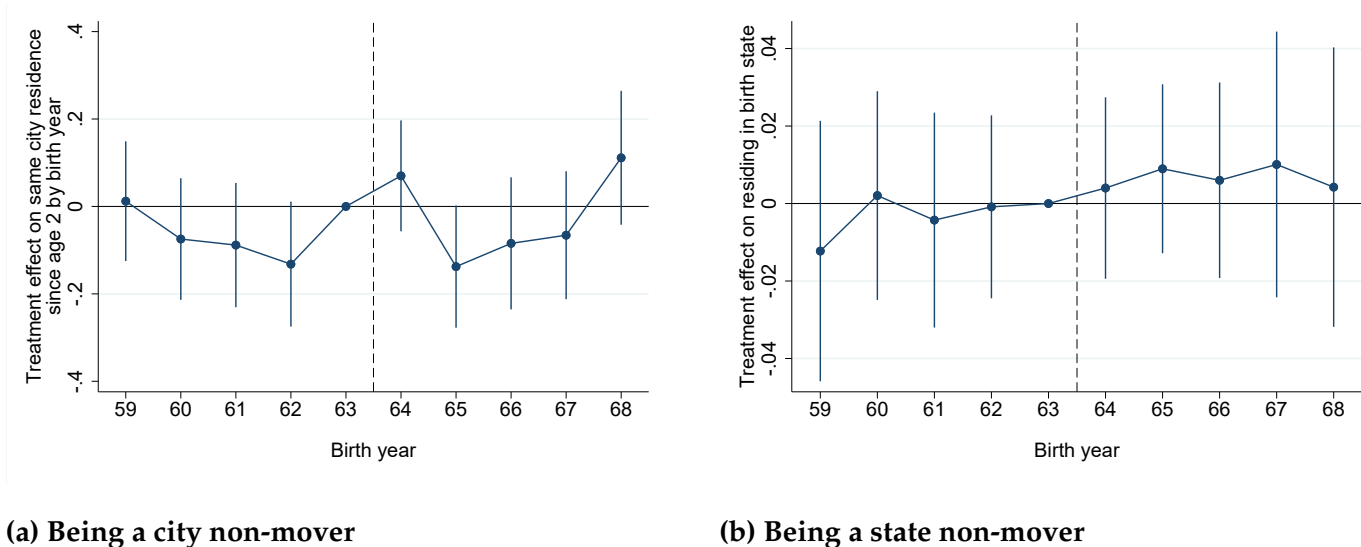 Treatment effect on same city residence
since age 2 by birth year
.4
.2
0
-.2
-.4
59 60 61 62 63 64 65 66 67 68
Birth year
(a) Being a city non-mover
Treatment effect on residing in birth state
.04
.02
0
-.02
-.04
59 60 61 62 63 64 65 66 67 68
Birth year
(b) Being a state non-mover